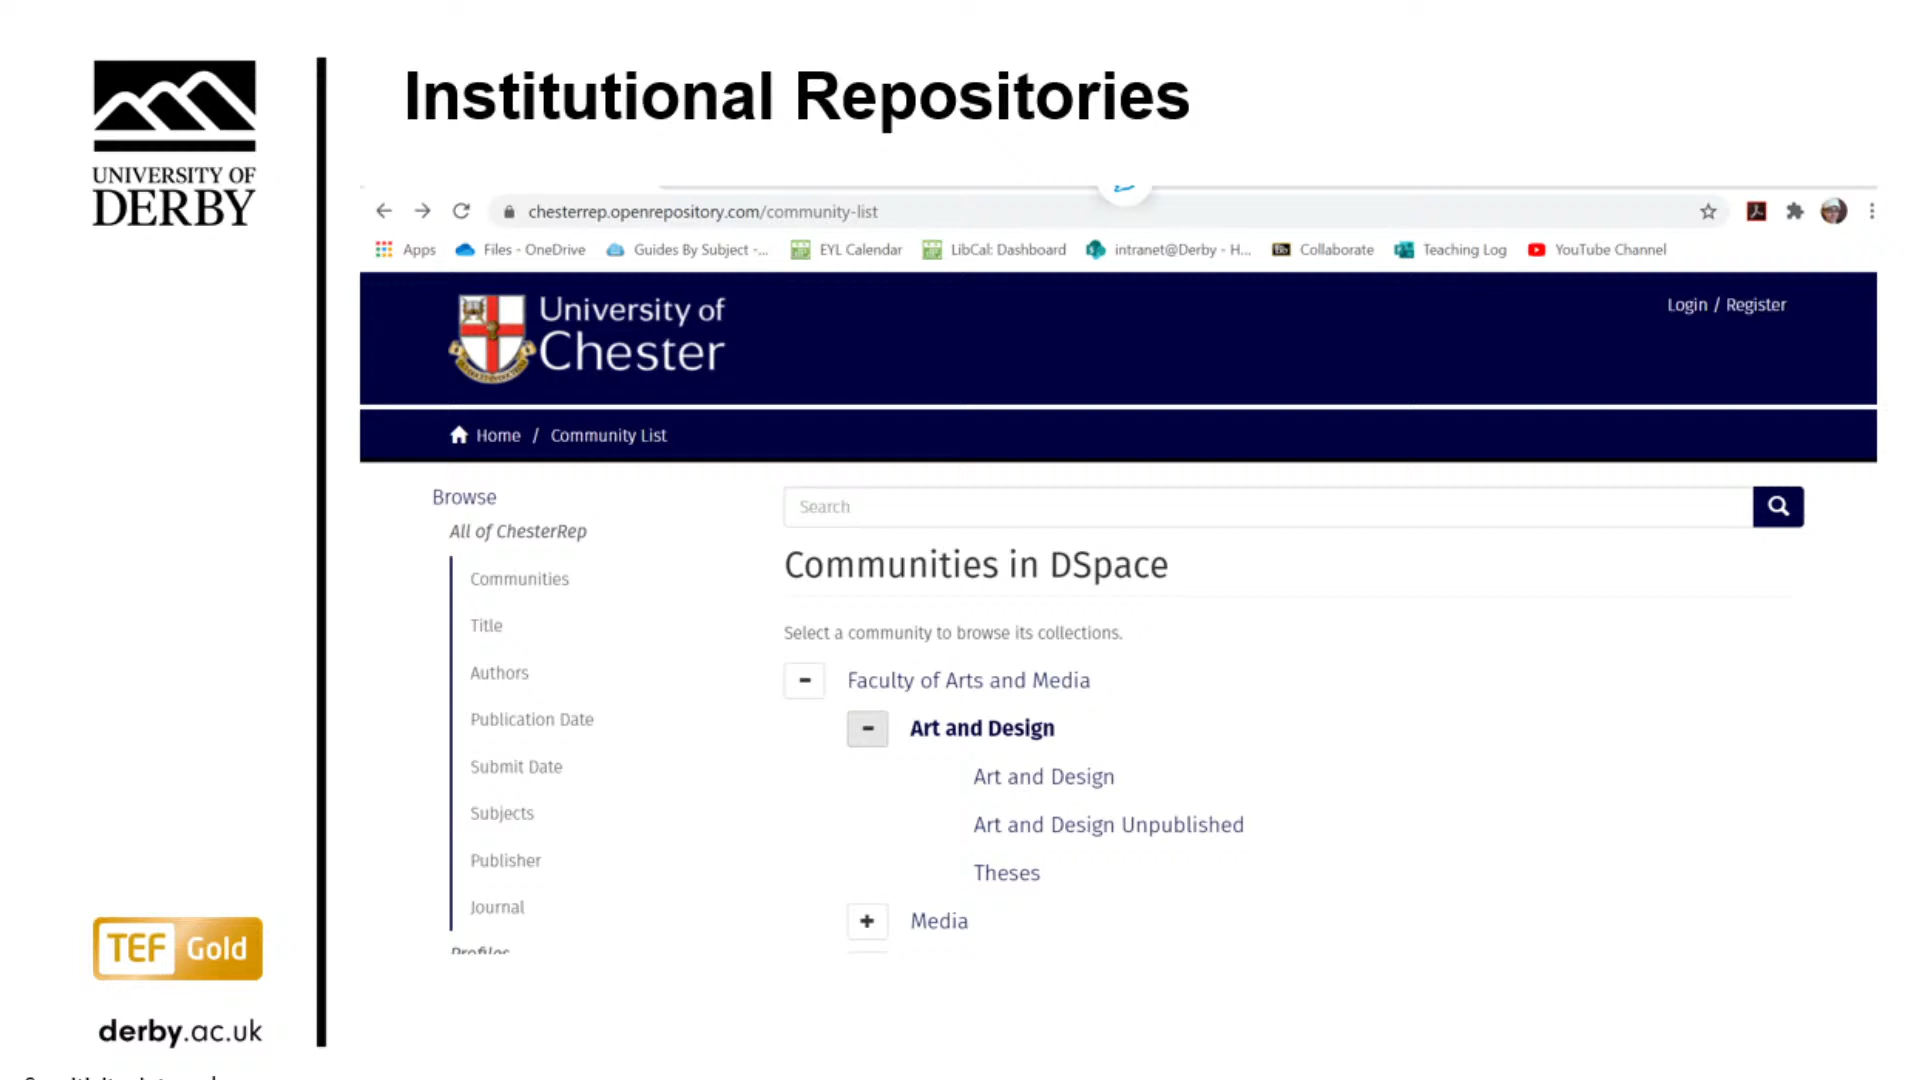 Institutional Repositories
UNIVERSITY OF
DERBY
chesterrep.openrepository.com/community-list
Apps Files - OneDrive Guides By Subject -... EYL Calendar LibCal: Dashboard intranet@Derby - H... Collaborate Teaching Log YouTube Channel
University of
Chester
Login / Register
Home / Community List
Browse
All of ChesterRep
Communities
Title
Authors
Publication Date
Submit Date
Subjects
Publisher
Journal
Profiles
Search
Communities in DSpace
Select a community to browse its collections.
- Faculty of Arts and Media
- Art and Design
Art and Design
Art and Design Unpublished
Theses
+ Media
TEF Gold
derby.ac.uk